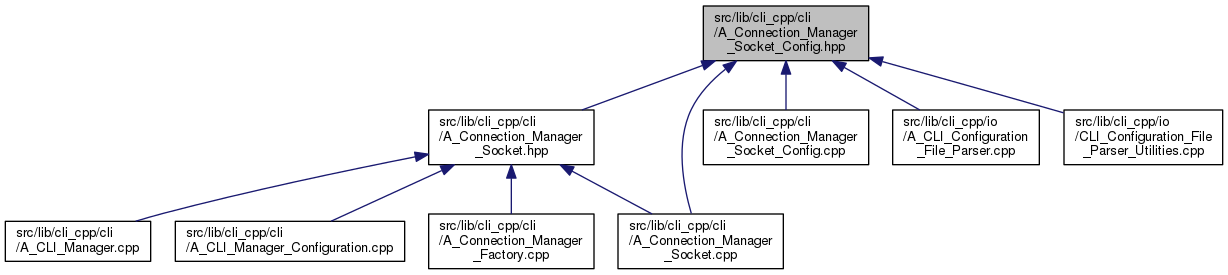 src/lib/cli_cpp/cli
/A_Connection_Manager
_Socket_Config.hpp
src/lib/cli_cpp/cli
/A_Connection_Manager
_Socket.hpp
src/lib/cli_cpp/cli
/A_Connection_Manager
_Socket_Config.cpp
src/lib/cli_cpp/io
/A_CLI_Configuration
_File_Parser.cpp
src/lib/cli_cpp/io
/CLI_Configuration_File
_Parser_Utilities.cpp
src/lib/cli_cpp/cli
/A_CLI_Manager.cpp
src/lib/cli_cpp/cli
/A_CLI_Manager_Configuration.cpp
src/lib/cli_cpp/cli
/A_Connection_Manager
_Factory.cpp
src/lib/cli_cpp/cli
/A_Connection_Manager
_Socket.cpp